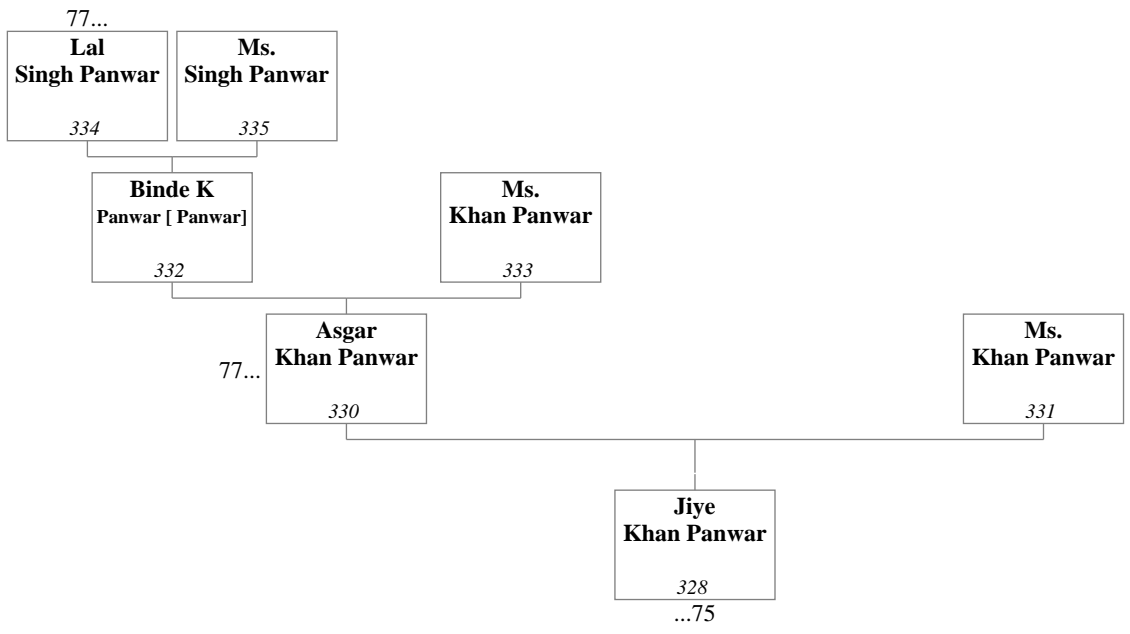 77...
Lal
Singh Panwar
334
Ms.
Singh Panwar
335
Binde K
Panwar [ Panwar]
332
Ms.
Khan Panwar
333
77...
Asgar
Khan Panwar
330
Ms.
Khan Panwar
331
Jiye
Khan Panwar
328
...75